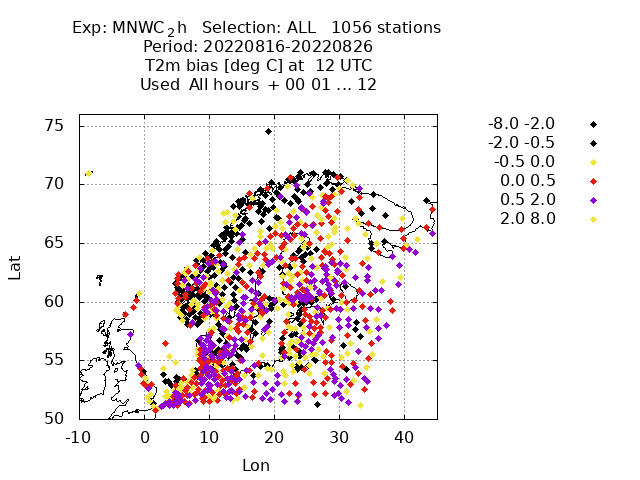 Exp: MNWC_2h Selection: ALL 1056 stations
Period: 20220816-20220826
T2m bias [deg C] at 12 UTC
Used All hours + 00 01 ... 12
-8.0 -2.0
-2.0 -0.5
-0.5 0.0
0.0 0.5
0.5 2.0
2.0 8.0
75
70
65
60
55
50
Lat
-10 0 10 20 30 40
Lon